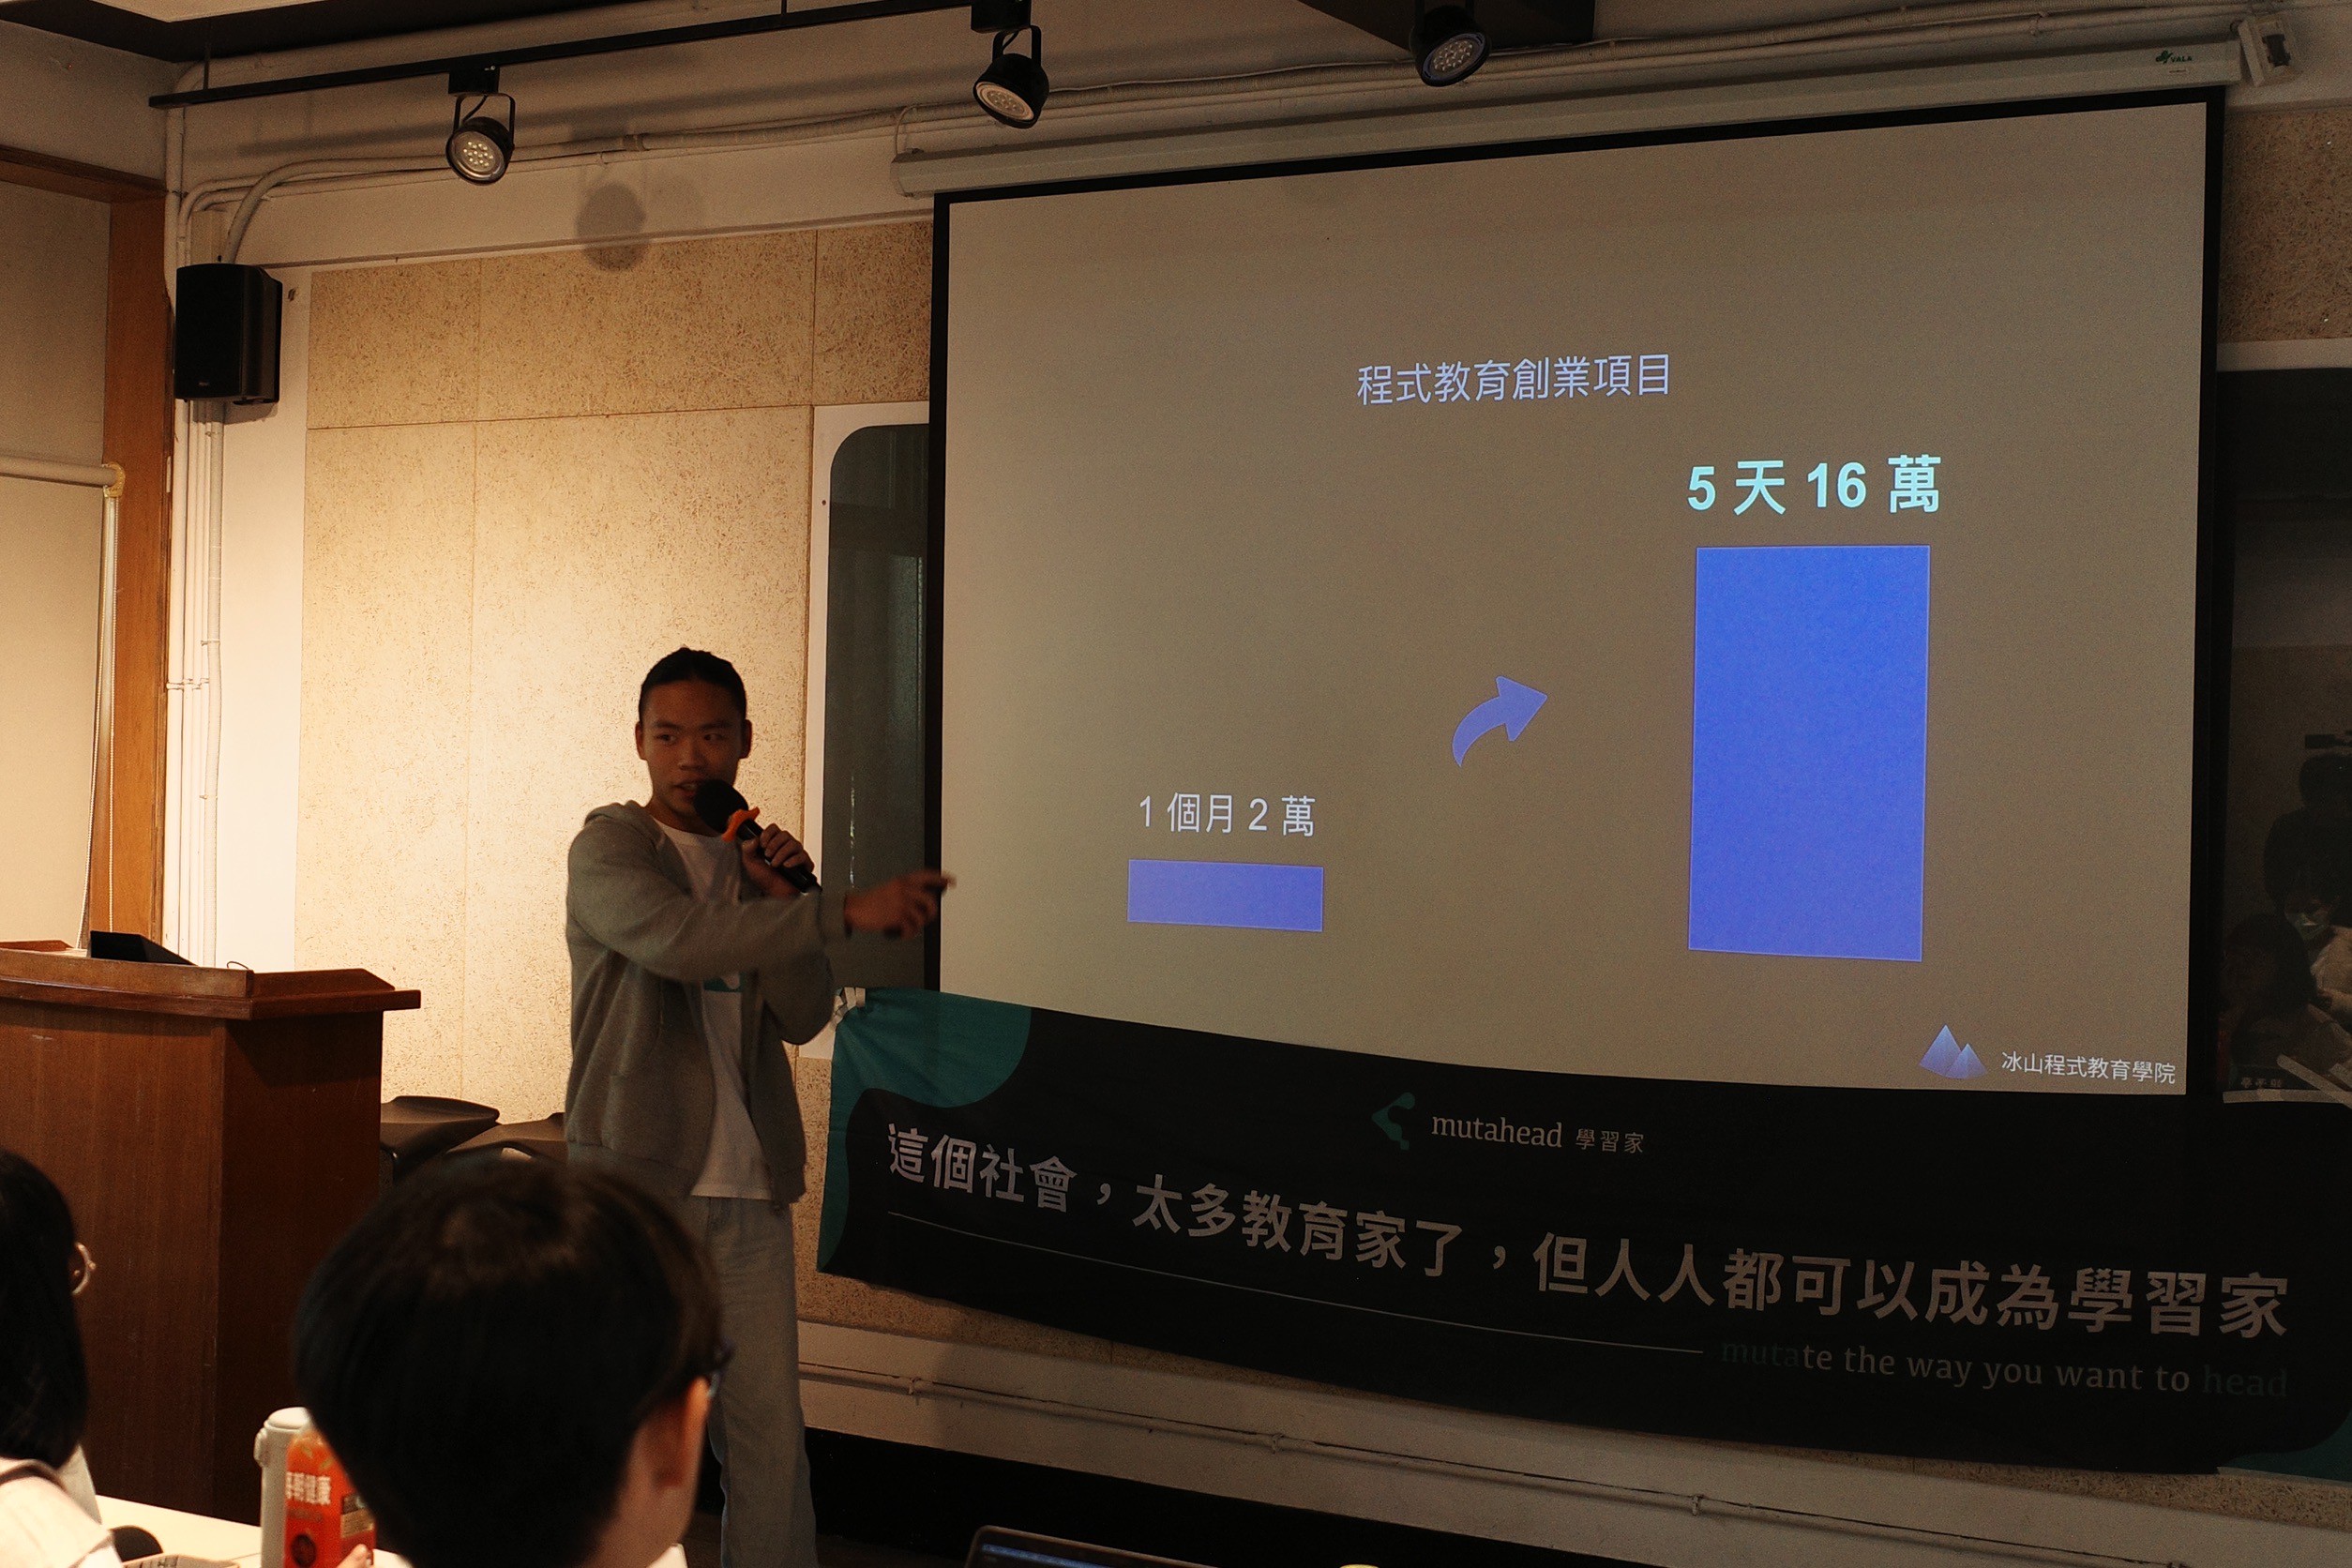 VALA
程式教育創業項目
5 天 16 萬
1 個月 2 萬
冰山程式教育學院
mutahead 學習家
這個社會，太多教育家了，但人人都可以成為學習家
mutate the way you want to head